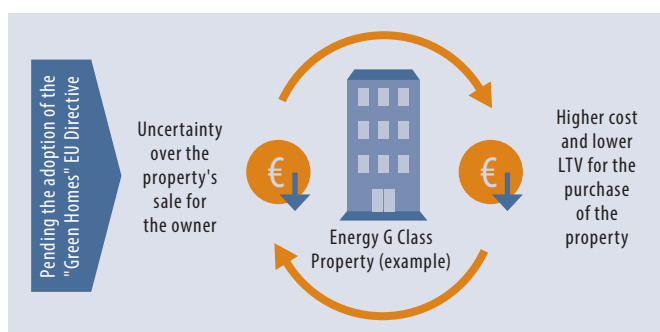 Pending the adoption of the
"Green Homes" EU Directive
Uncertainty
over the
property's
sale for
the owner
€
Energy G Class
Property (example)
€
Higher cost
and lower
LTV for the
purchase
of the
property